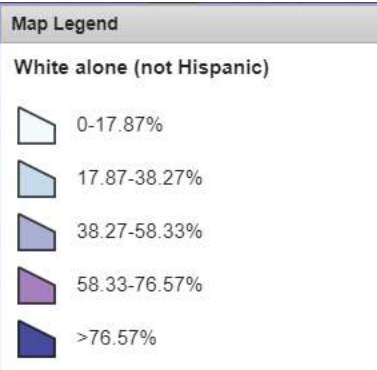 Map Legend
White alone (not Hispanic)
0-17.87%
17.87-38.27%
38.27-58.33%
58.33-76.57%
>76.57%